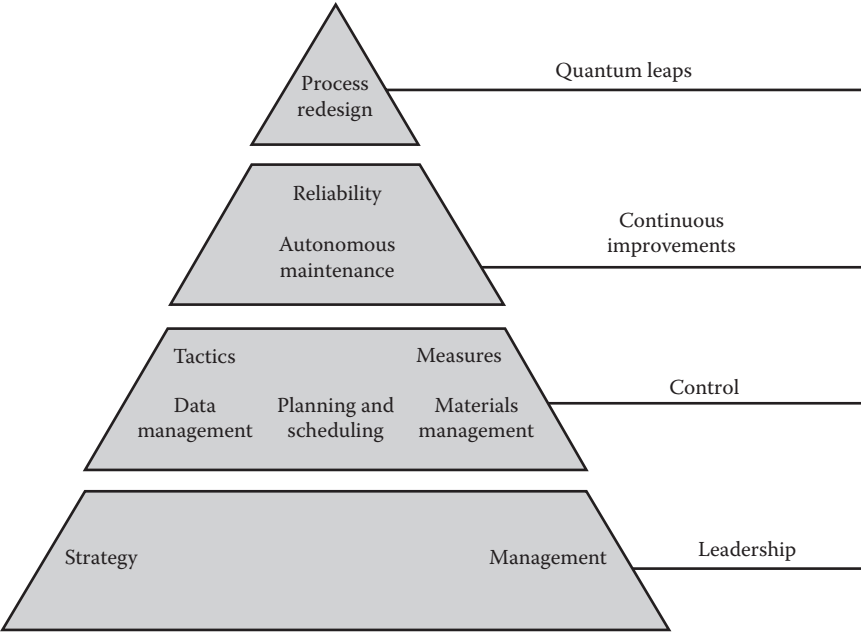 Process
redesign
Quantum leaps
Reliability
Autonomous
maintenance
Continuous
improvements
Tactics
Measures
Data
management
Planning and
scheduling
Materials
management
Control
Strategy
Management
Leadership